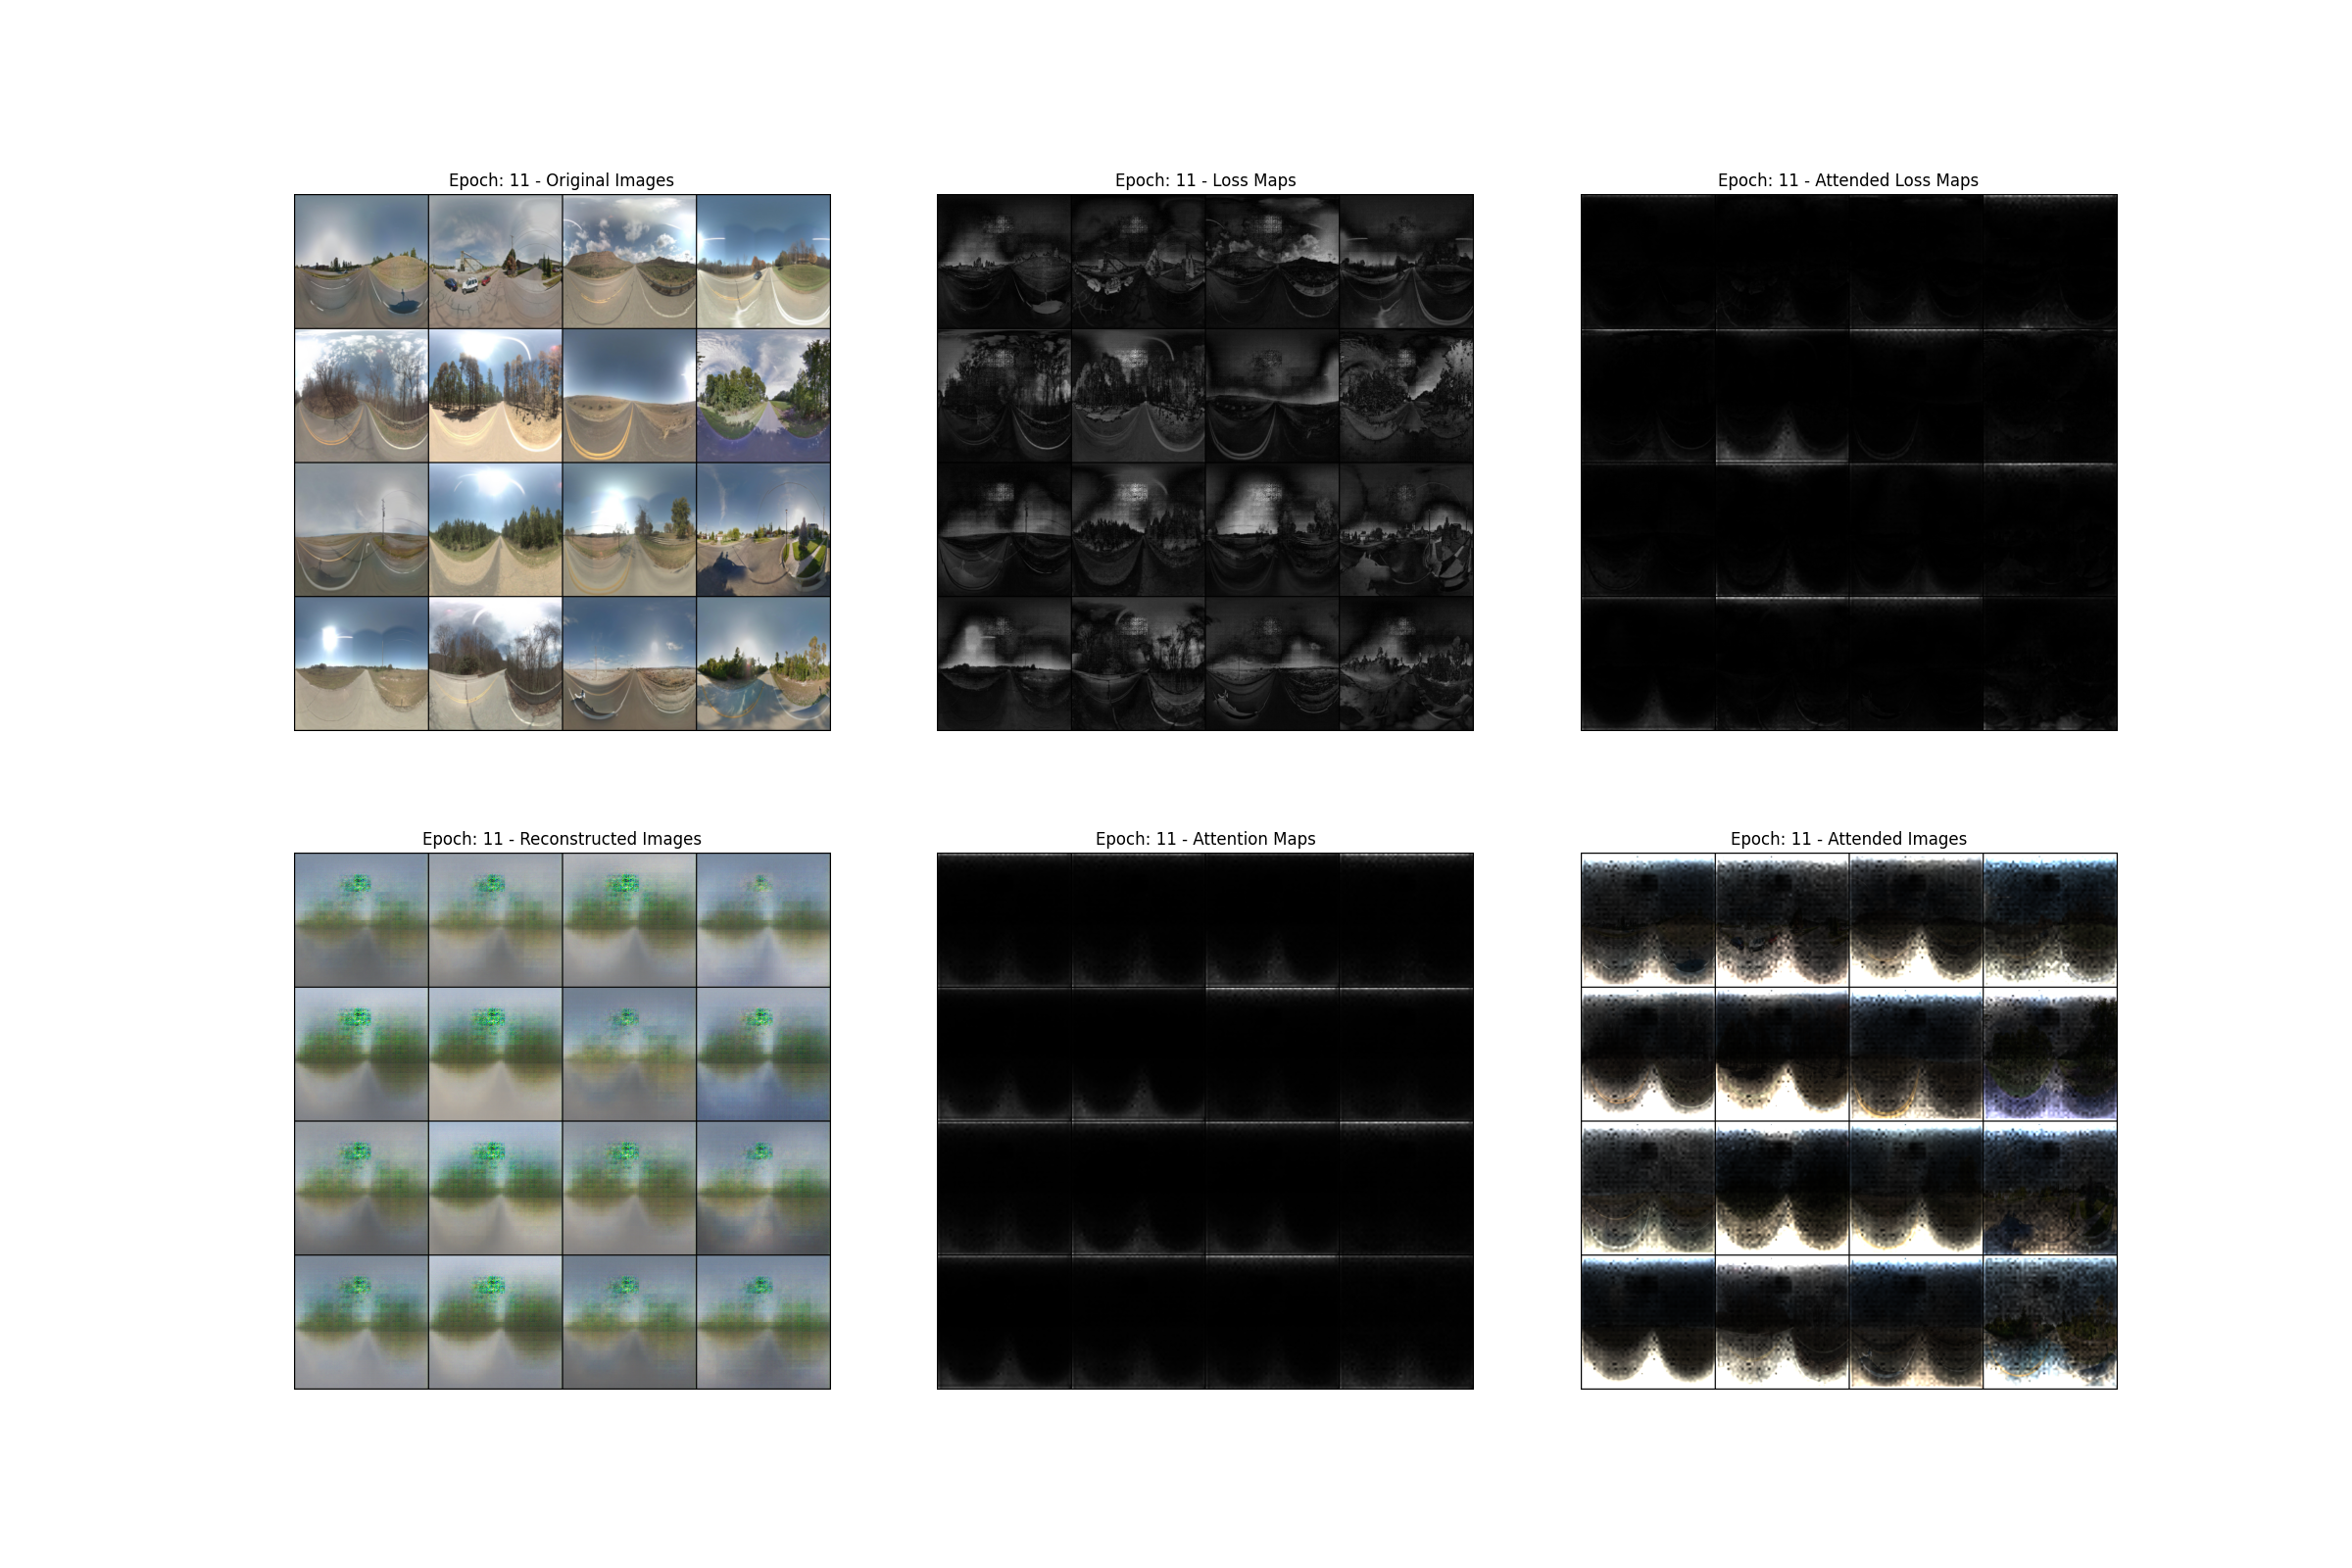 Epoch: 11 - Original Images
Epoch: 11 - Loss Maps
Epoch: 11 - Attended Loss Maps
Epoch: 11 - Reconstructed Images
Epoch: 11 - Attention Maps
Epoch: 11 - Attended Images